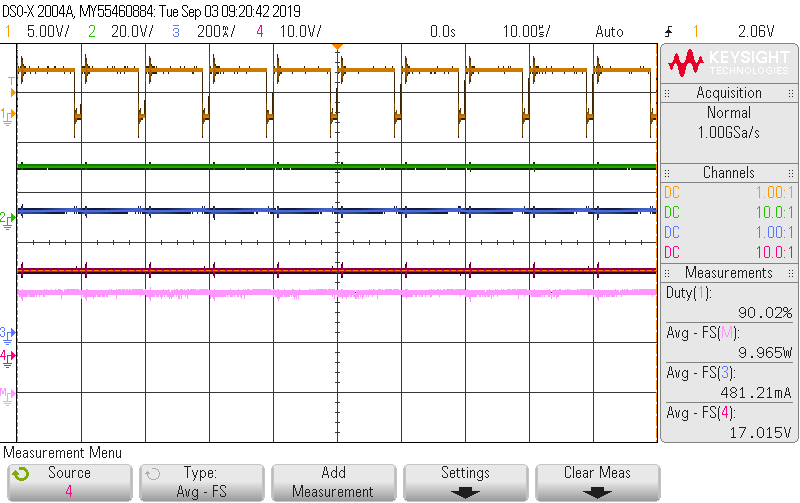 DSO-X 2004A, MY55460884: Tue Sep 03 09:20:42 2019
1 5.00V/ 2 20.0V/ 3 200㎃/ 4 10.0V/ 0.0s 10.00㎲/ Auto 1 2.06V
KEYSIGHT
TECHNOLOGIES
Acquisition
Normal
1.00GSa/s
Channels
DC 1.00:1
DC 10.0:1
DC 1.00:1
DC 10.0:1
Measurements
Duty(1):
90.02%
Avg - FS(M):
9.965W
Avg - FS(3):
481.21mA
Avg - FS(4):
17.015V
T
1
2
3
4
M
Measurement Menu
Source
4
Type:
Avg - FS
Add
Measurement
Settings
Clear Meas